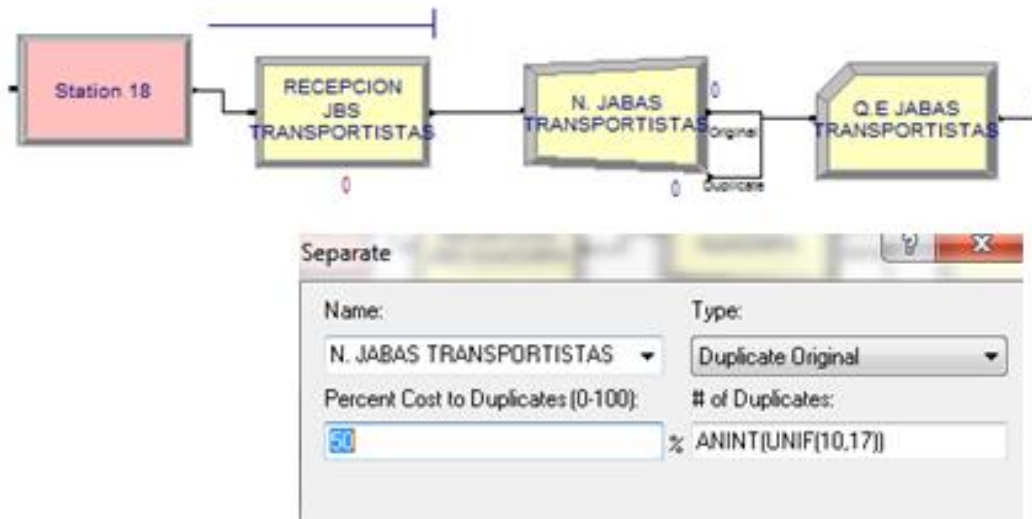 Station 18
RECEPCION
JBS
TRANSPORTISTAS
0
N. JABAS
TRANSPORTISTAS
0
Original
0
Duplicate
Q.E JABAS
TRANSPORTISTAS
Separate
Name:
Type:
N. JABAS TRANSPORTISTAS
Duplicate Original
Percent Cost to Duplicates (0-100):
# of Duplicates:
50
%
ANINT(UNIF(10,17))